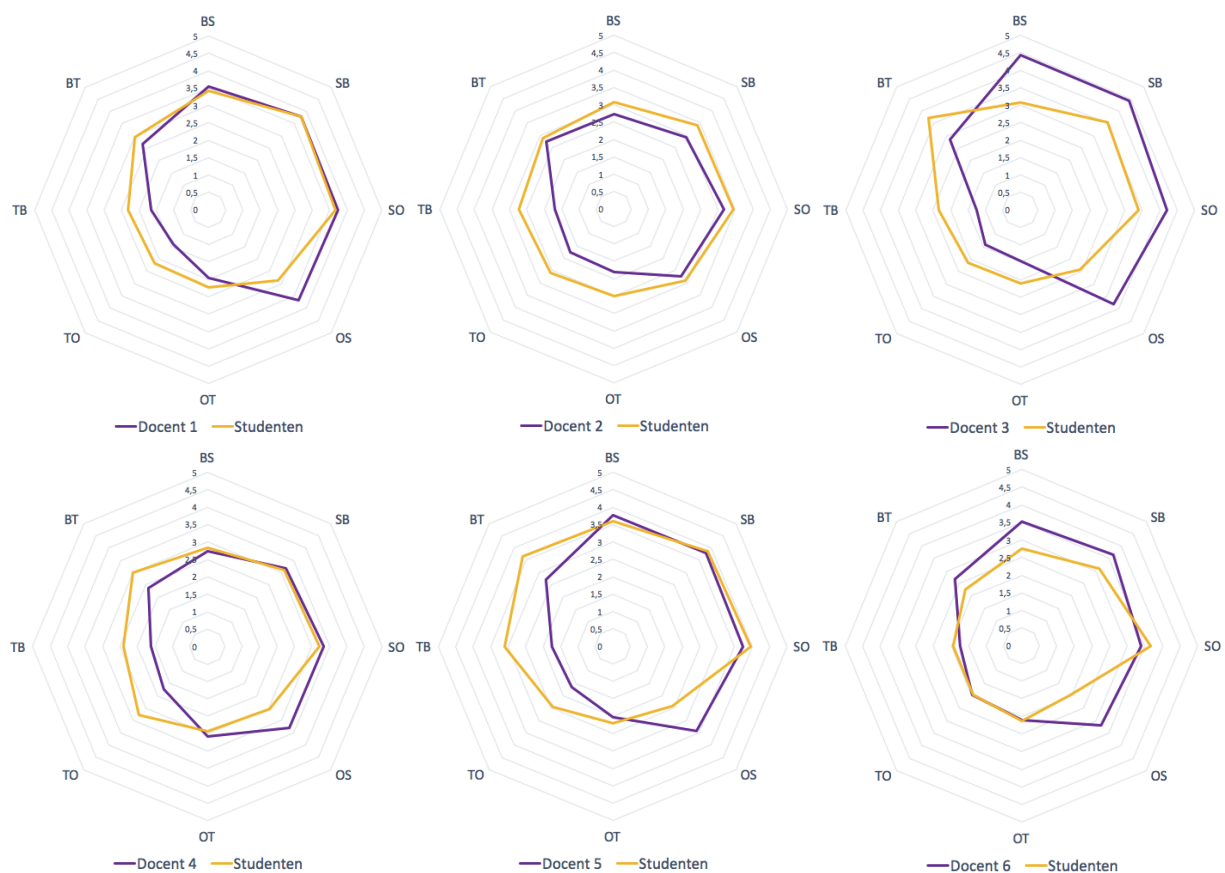 BS
SB
SO
OS
OT
TO
TB
BT
5
4,5
4
3,5
3
2,5
2
1,5
1
0,5
0
Docent 1 Studenten
BS
SB
SO
OS
OT
TO
TB
BT
5
4,5
4
3,5
3
2,5
2
1,5
1
0,5
0
Docent 2 Studenten
BS
SB
SO
OS
OT
TO
TB
BT
5
4,5
4
3,5
3
2,5
2
1,5
1
0,5
0
Docent 3 Studenten
BS
SB
SO
OS
OT
TO
TB
BT
5
4,5
4
3,5
3
2,5
2
1,5
1
0,5
0
Docent 4 Studenten
BS
SB
SO
OS
OT
TO
TB
BT
5
4,5
4
3,5
3
2,5
2
1,5
1
0,5
0
Docent 5 Studenten
BS
SB
SO
OS
OT
TO
TB
BT
5
4,5
4
3,5
3
2,5
2
1,5
1
0,5
0
Docent 6 Studenten